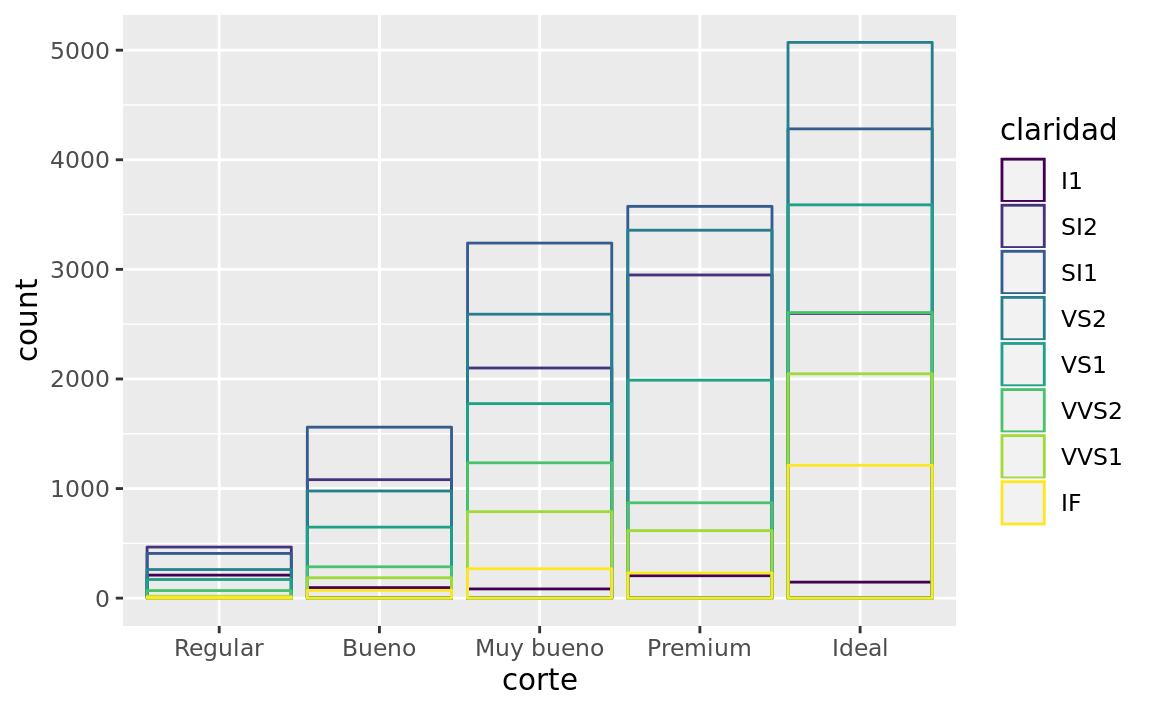 5000
4000
3000
2000
1000
0
count
Regular
Bueno
Muy bueno
Premium
Ideal
corte
claridad
I1
SI2
SI1
VS2
VS1
VVS2
VVS1
IF